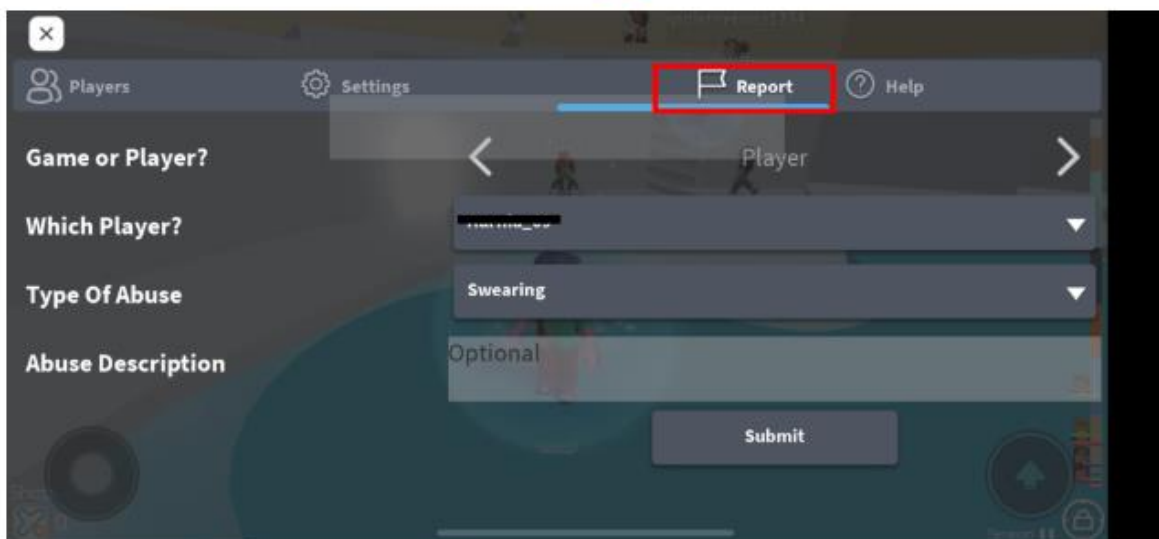 Players
Settings
Report
Help
Game or Player?
Player
Which Player?
Type Of Abuse
Swearing
Abuse Description
Optional
Submit